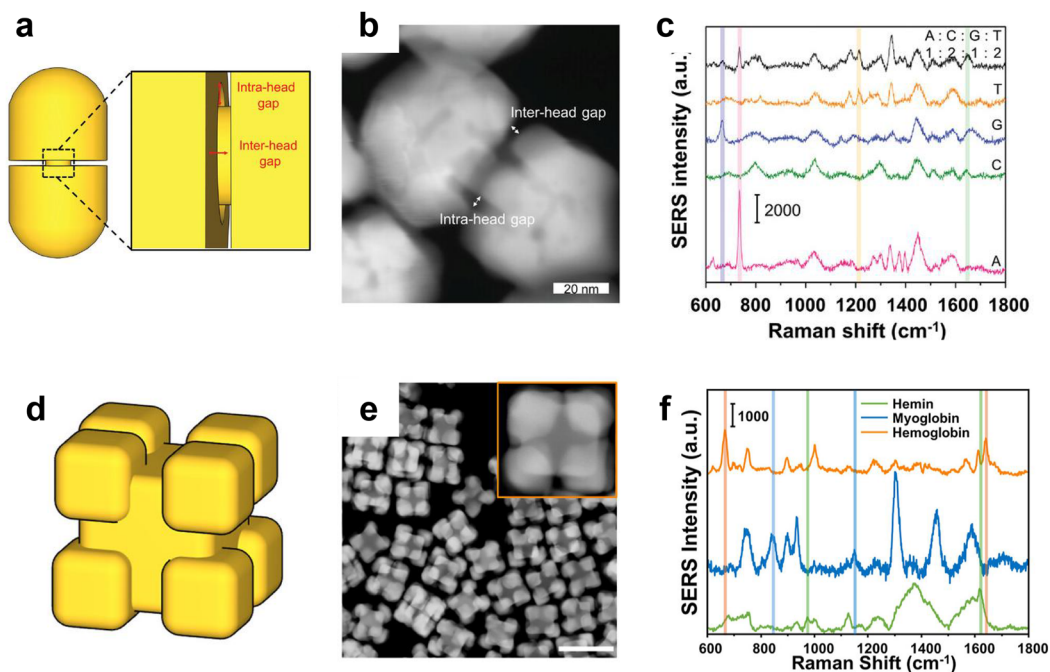 a
Intra-head
gap
Inter-head
gap
b
Inter-head gap
Intra-head gap
20 nm
c
SERS intensity (a.u.)
A : C : G : T
1 : 2 : 1 : 2
T
G
C
2000
A
600 800 1000 1200 1400 1600 1800
Raman shift (cm⁻¹)
d
e
f
SERS Intensity (a.u.)
1000
Hemin
Myoglobin
Hemoglobin
600 800 1000 1200 1400 1600 1800
Raman shift (cm⁻¹)